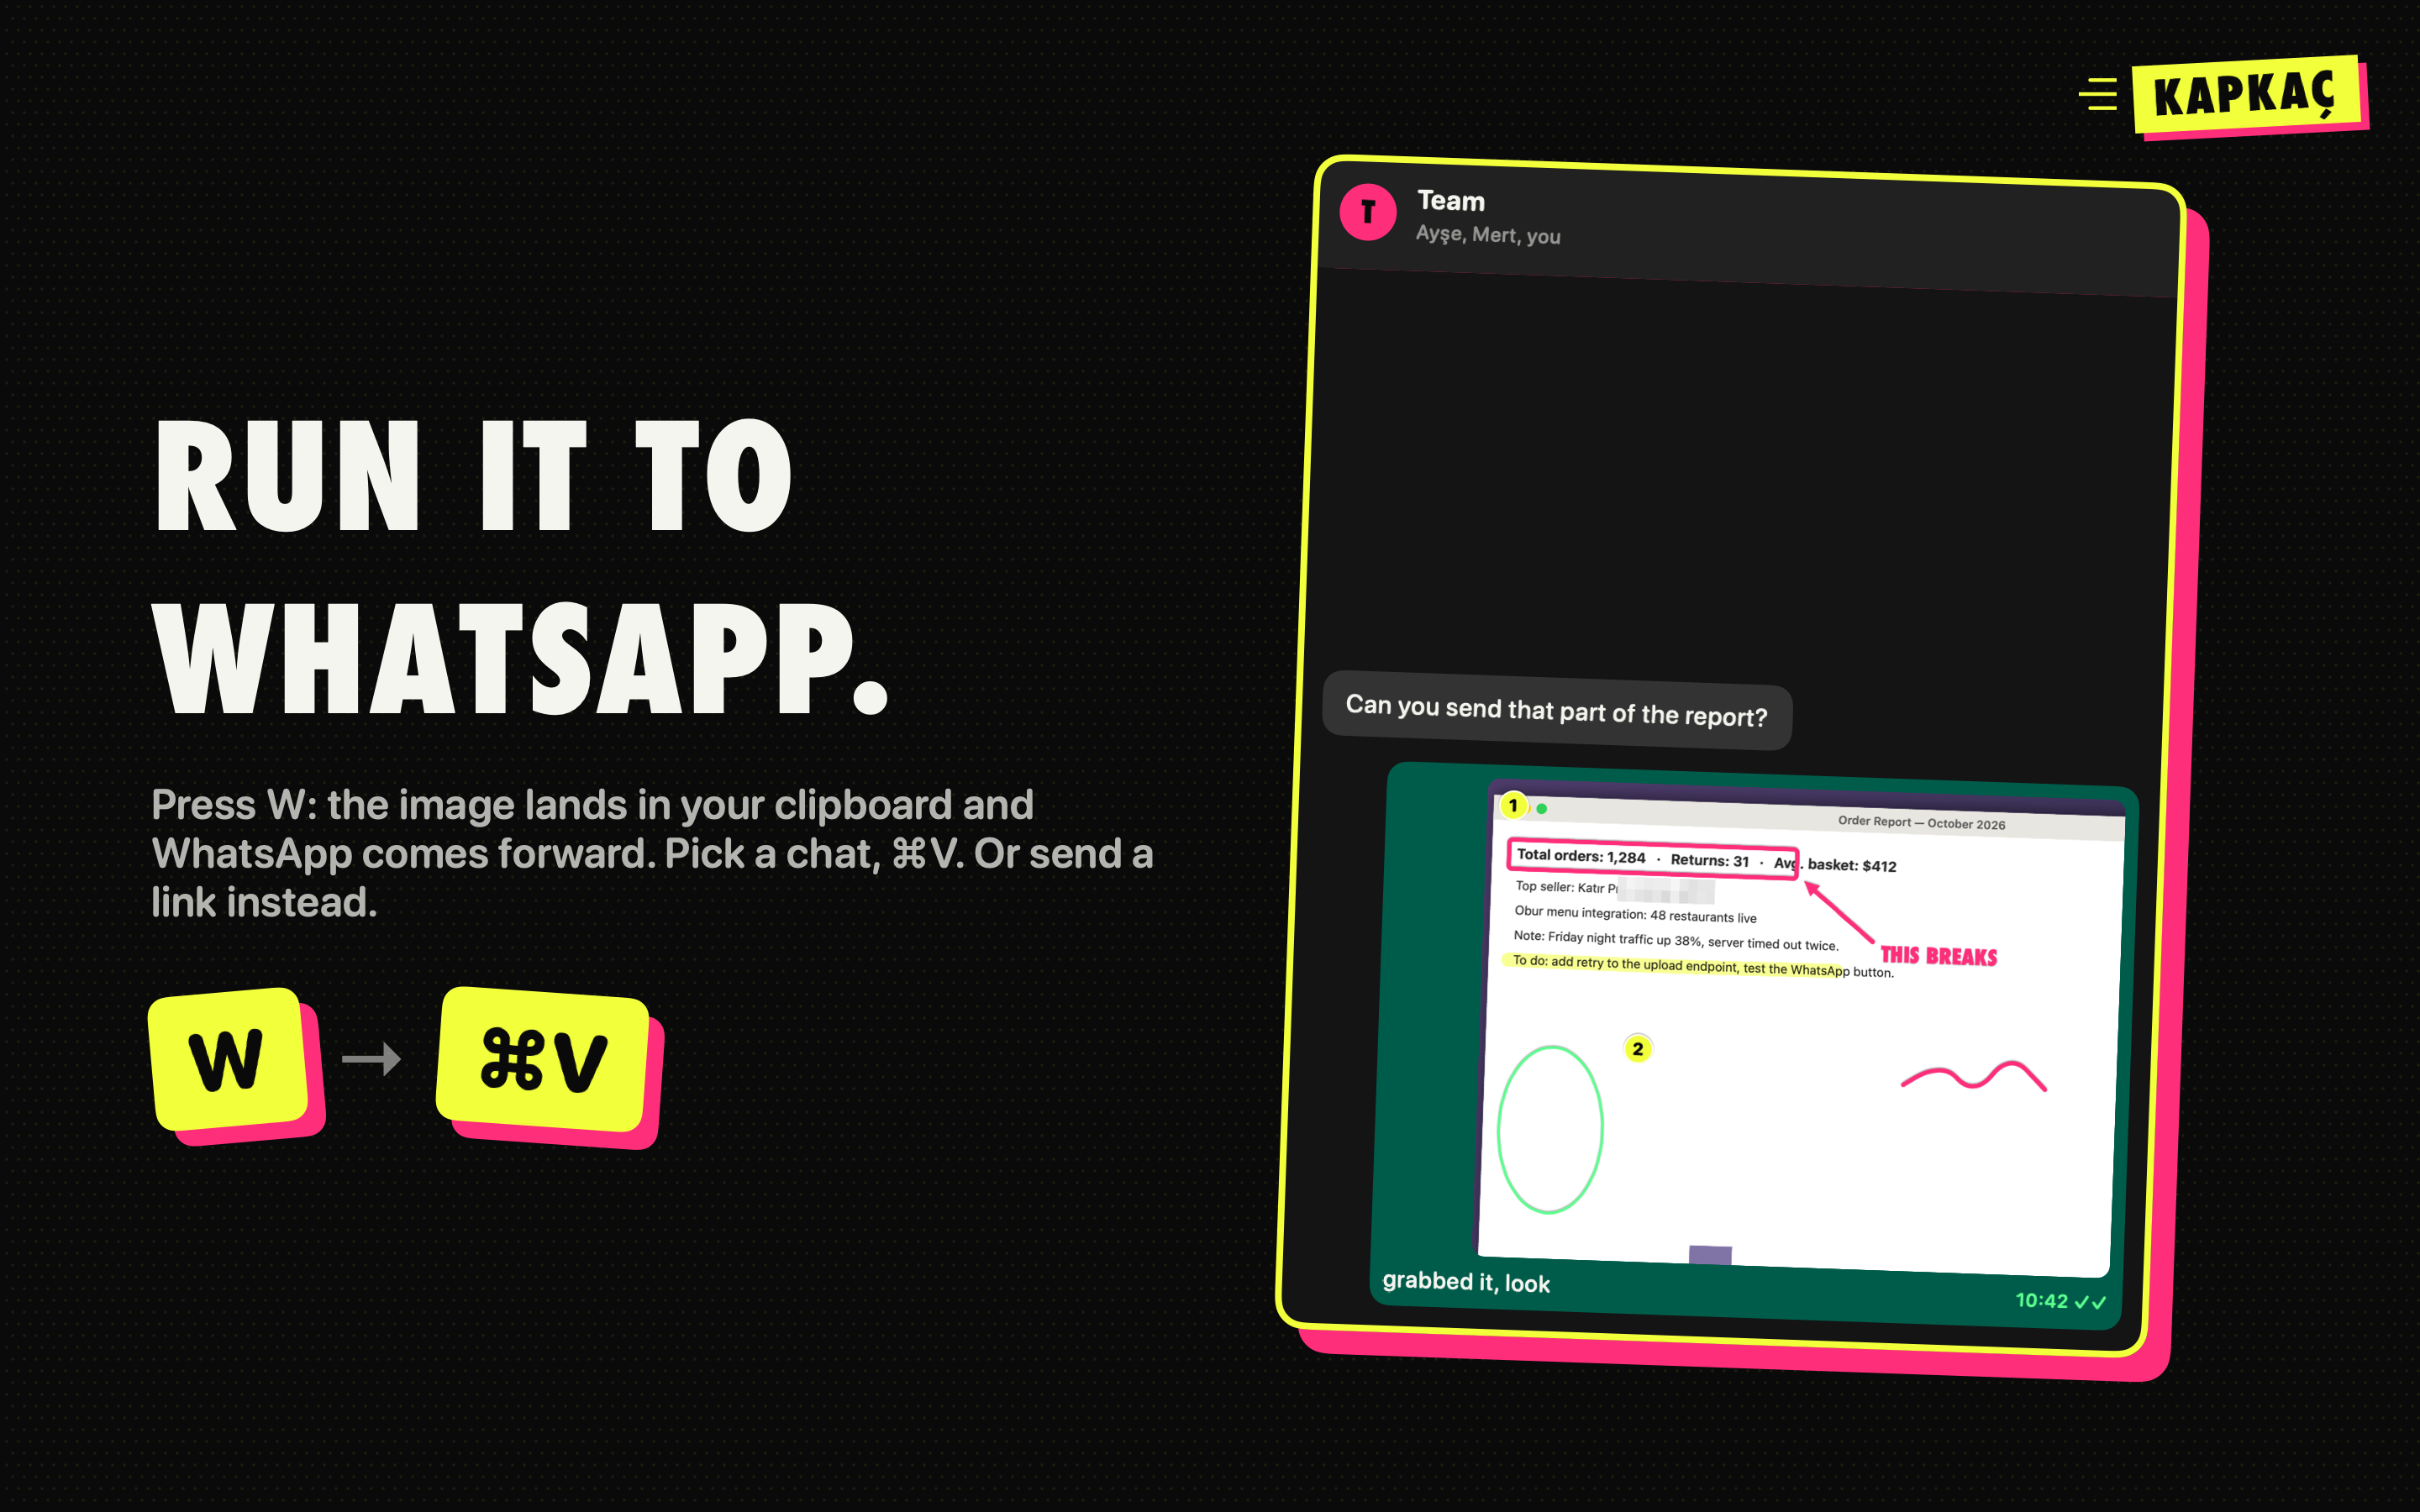 KAPKAÇ
RUN IT TO
WHATSAPP.
Press W: the image lands in your clipboard and
WhatsApp comes forward. Pick a chat, ⌘V. Or send a
link instead.
W → ⌘V
T
Team
Ayşe, Mert, you
Can you send that part of the report?
1
Order Report — October 2026
Total orders: 1,284 · Returns: 31 · Avg. basket: $412
Top seller: Katır
Obur menu integration: 48 restaurants live
Note: Friday night traffic up 38%, server timed out twice.
THIS BREAKS
To do: add retry to the upload endpoint, test the WhatsApp button.
2
grabbed it, look
10:42 ✓✓